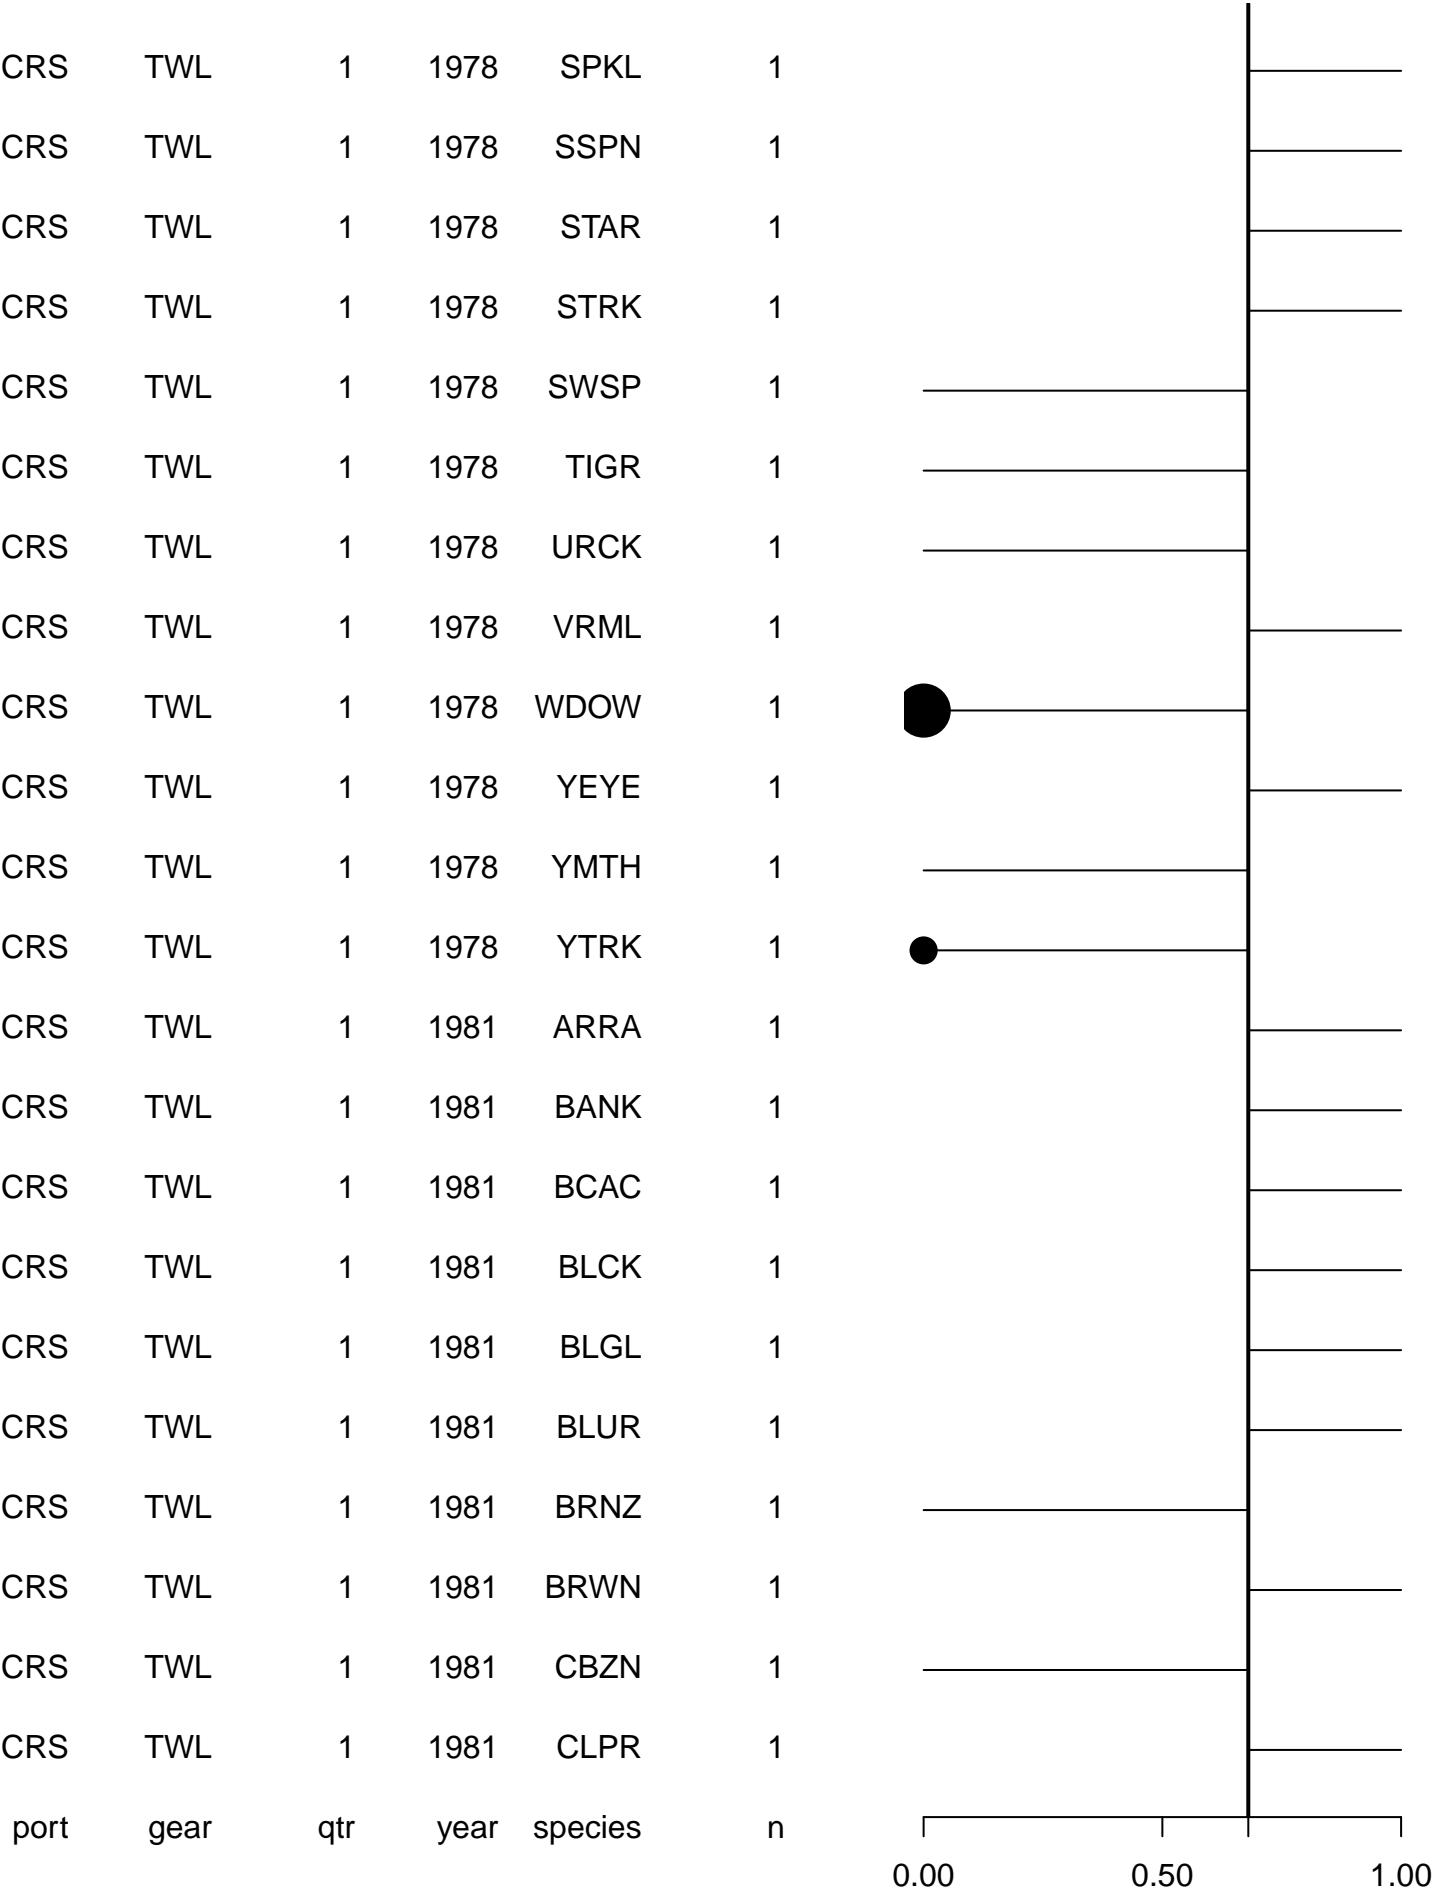 CRS TWL 1 1978 SPKL 1
CRS TWL 1 1978 SSPN 1
CRS TWL 1 1978 STAR 1
CRS TWL 1 1978 STRK 1
CRS TWL 1 1978 SWSP 1
CRS TWL 1 1978 TIGR 1
CRS TWL 1 1978 URCK 1
CRS TWL 1 1978 VRML 1
CRS TWL 1 1978 WDOW 1
CRS TWL 1 1978 YEYE 1
CRS TWL 1 1978 YMTH 1
CRS TWL 1 1978 YTRK 1
CRS TWL 1 1981 ARRA 1
CRS TWL 1 1981 BANK 1
CRS TWL 1 1981 BCAC 1
CRS TWL 1 1981 BLCK 1
CRS TWL 1 1981 BLGL 1
CRS TWL 1 1981 BLUR 1
CRS TWL 1 1981 BRNZ 1
CRS TWL 1 1981 BRWN 1
CRS TWL 1 1981 CBZN 1
CRS TWL 1 1981 CLPR 1
port gear qtr year species n
0.00 0.50 1.00